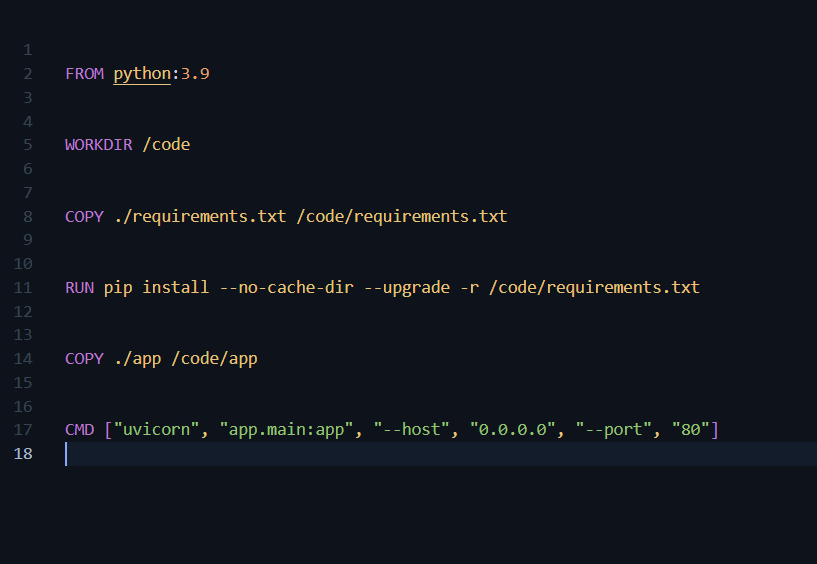 1
2 FROM python:3.9
3
4
5 WORKDIR /code
6
7
8 COPY ./requirements.txt /code/requirements.txt
9
10
11 RUN pip install --no-cache-dir --upgrade -r /code/requirements.txt
12
13
14 COPY ./app /code/app
15
16
17 CMD ["uvicorn", "app.main:app", "--host", "0.0.0.0", "--port", "80"]
18